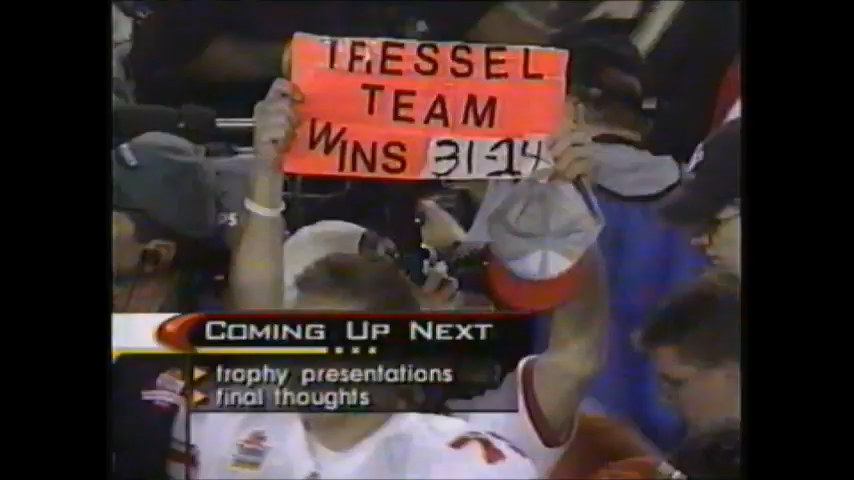 TRESSEL
TEAM
WINS 31-14
COMING UP NEXT
trophy presentations
final thoughts